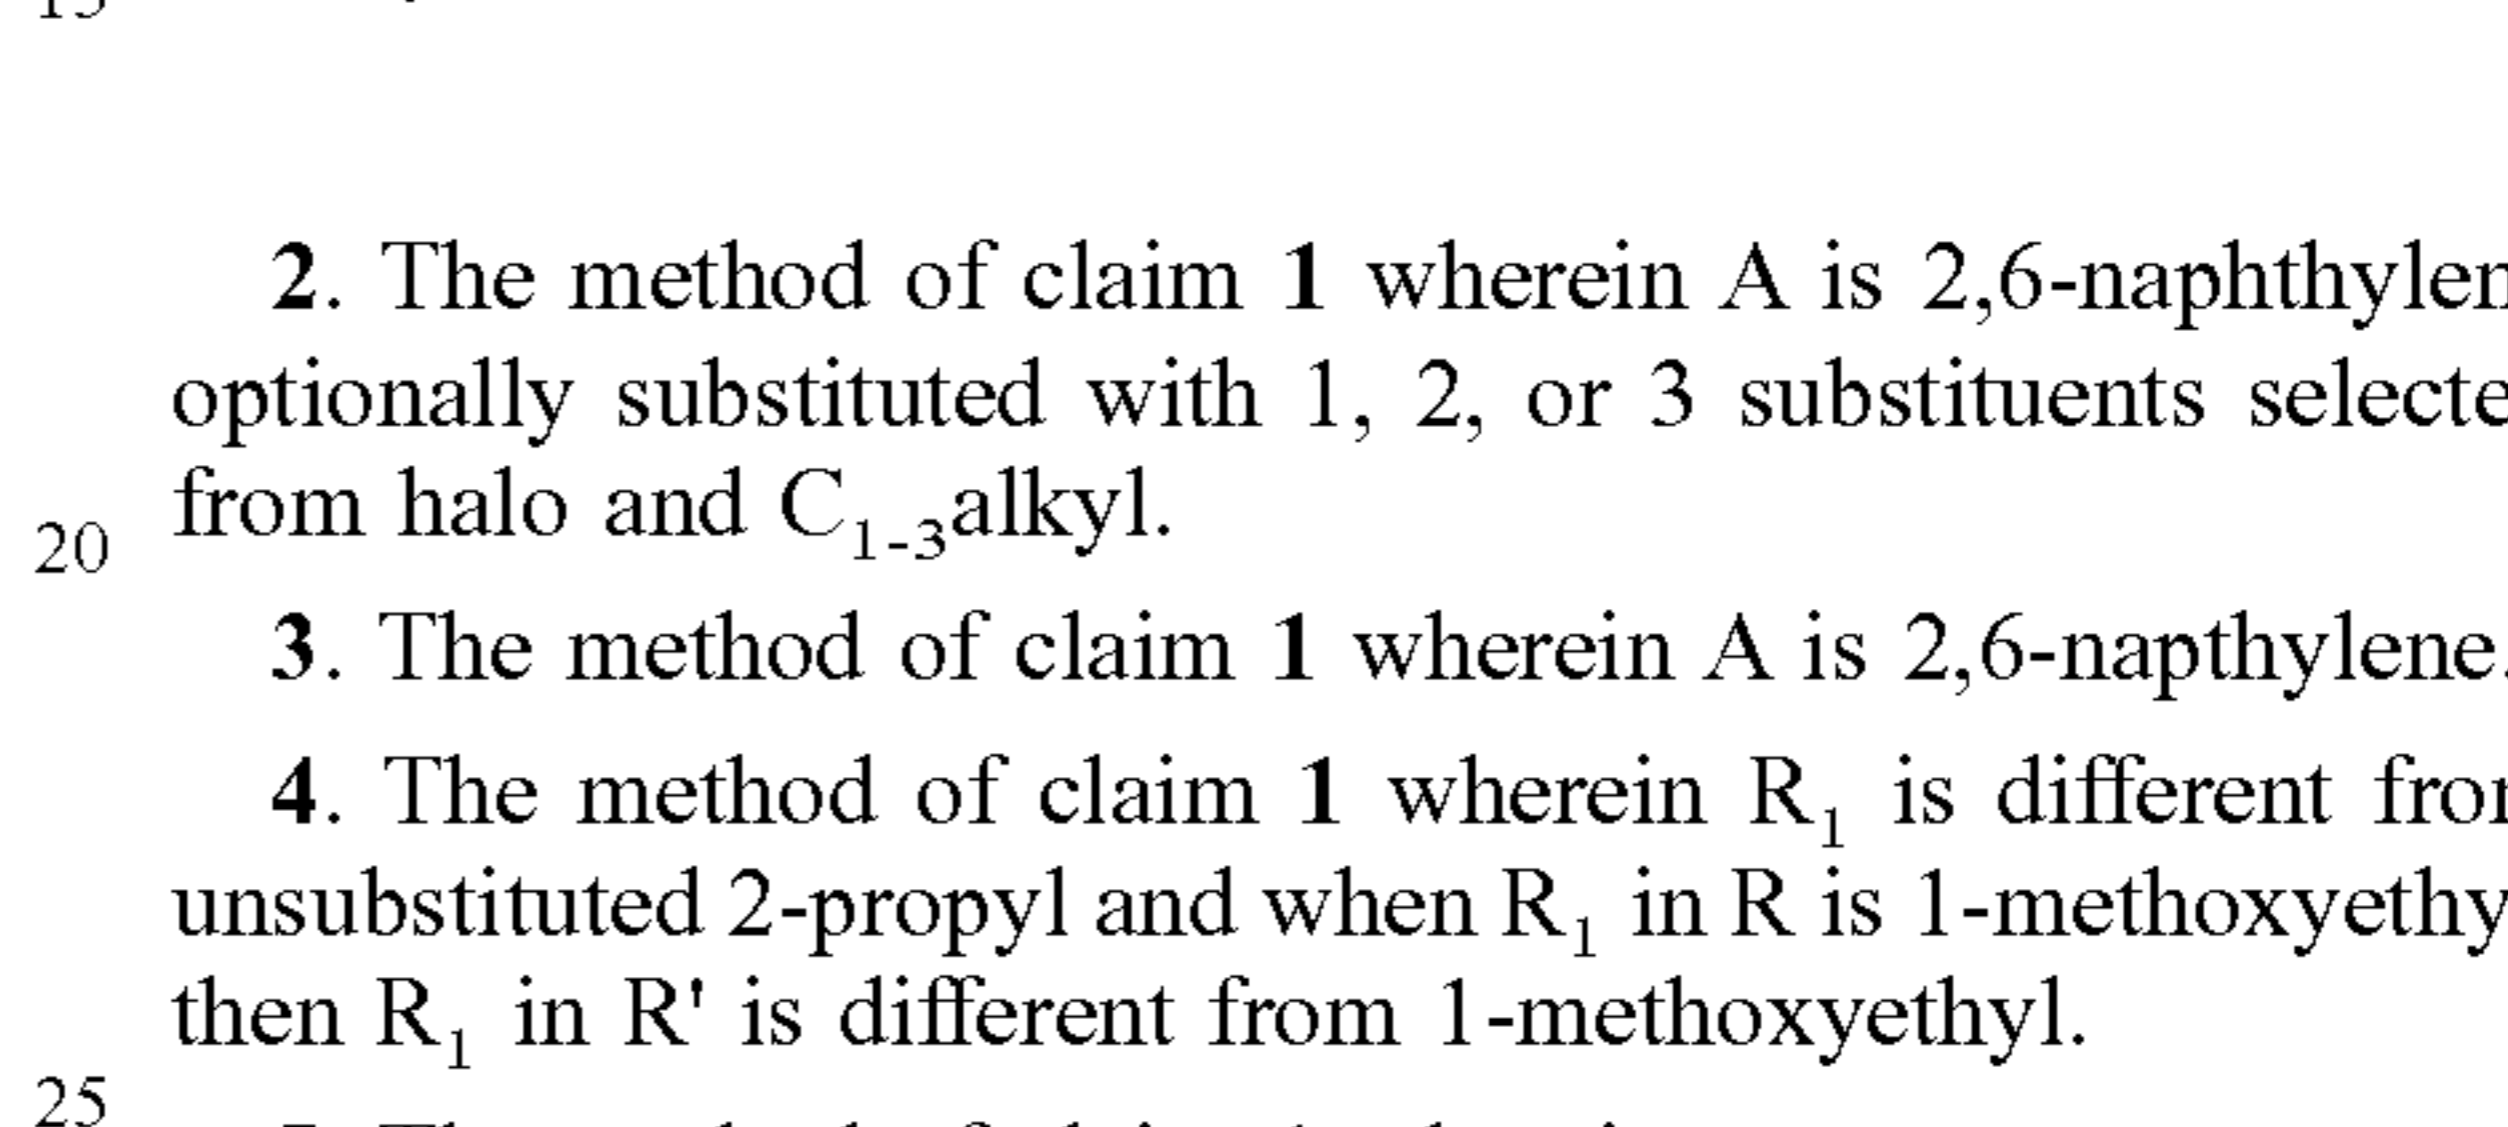 2. The method of claim 1 wherein A is 2,6-naphthylen
optionally substituted with 1, 2, or 3 substituents selecte
20 from halo and C₁₋₃alkyl.
3. The method of claim 1 wherein A is 2,6-napthylene.
4. The method of claim 1 wherein R₁ is different from
unsubstituted 2-propyl and when R₁ in R is 1-methoxyethy
then R₁ in R' is different from 1-methoxyethyl.
25